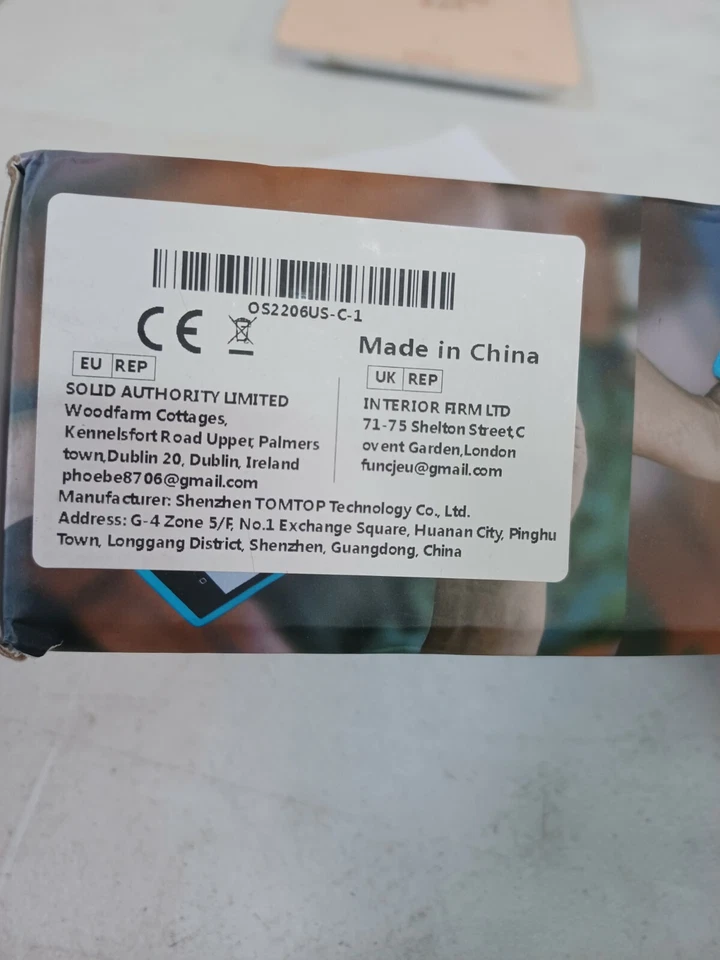 OS2206US-C-1
CE
Made in China
EU REP
SOLID AUTHORITY LIMITED
Woodfarm Cottages,
Kennelsfort Road Upper, Palmers
town,Dublin 20, Dublin, Ireland
phoebe8706@gmail.com
UK REP
INTERIOR FIRM LTD
71-75 Shelton Street,C
ovent Garden,London
funcjeu@gmail.com
Manufacturer: Shenzhen TOMTOP Technology Co., Ltd.
Address: G-4 Zone 5/F, No.1 Exchange Square, Huanan City, Pinghu
Town, Longgang District, Shenzhen, Guangdong, China